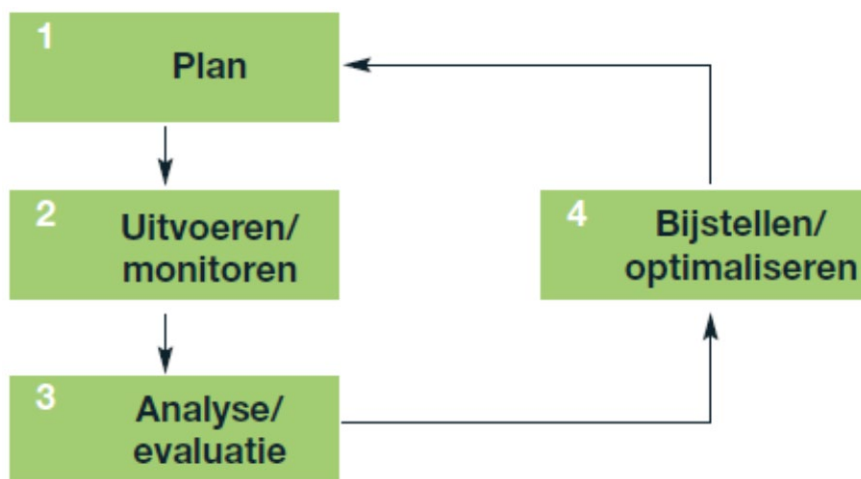 1
Plan
2
Uitvoeren/
monitoren
3
Analyse/
evaluatie
4
Bijstellen/
optimaliseren